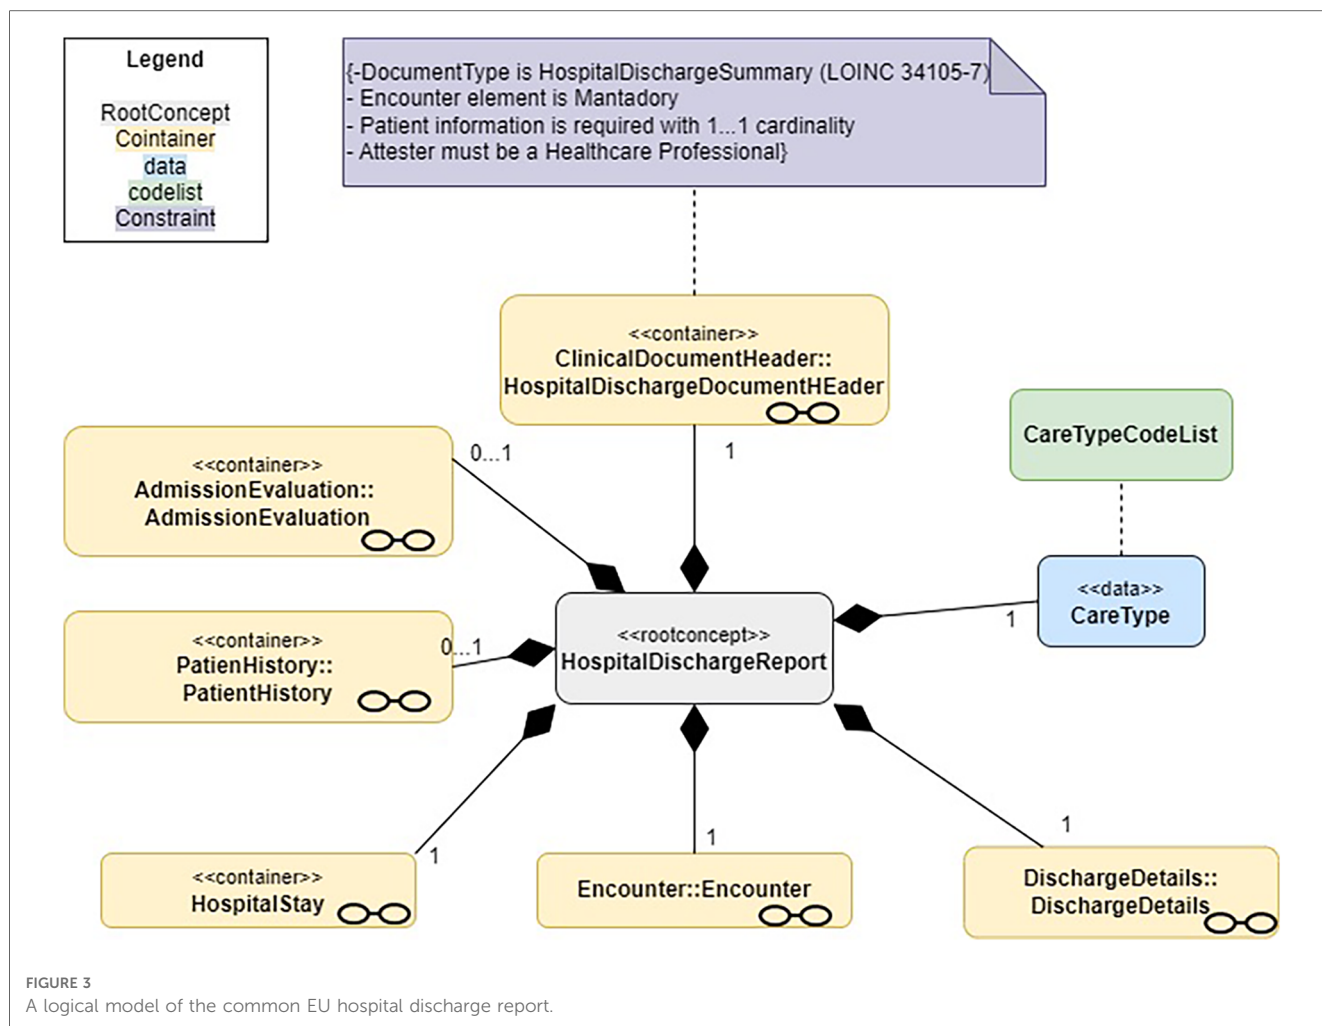 Legend
RootConcept
Cointainer
data
codelist
Constraint
{-DocumentType is HospitalDischargeSummary (LOINC 34105-7)
- Encounter element is Mantadory
- Patient information is required with 1...1 cardinality
- Attester must be a Healthcare Professional}
<<container>>
ClinicalDocumentHeader::
HospitalDischargeDocumentHEader
1
CareTypeCodeList
<<container>>
AdmissionEvaluation::
AdmissionEvaluation
0...1
<<data>>
CareType
1
<<container>>
PatienHistory::
PatientHistory
0...1
<<rootconcept>>
HospitalDischargeReport
<<container>>
HospitalStay
1
Encounter::Encounter
1
DischargeDetails::
DischargeDetails
1
FIGURE 3
A logical model of the common EU hospital discharge report.